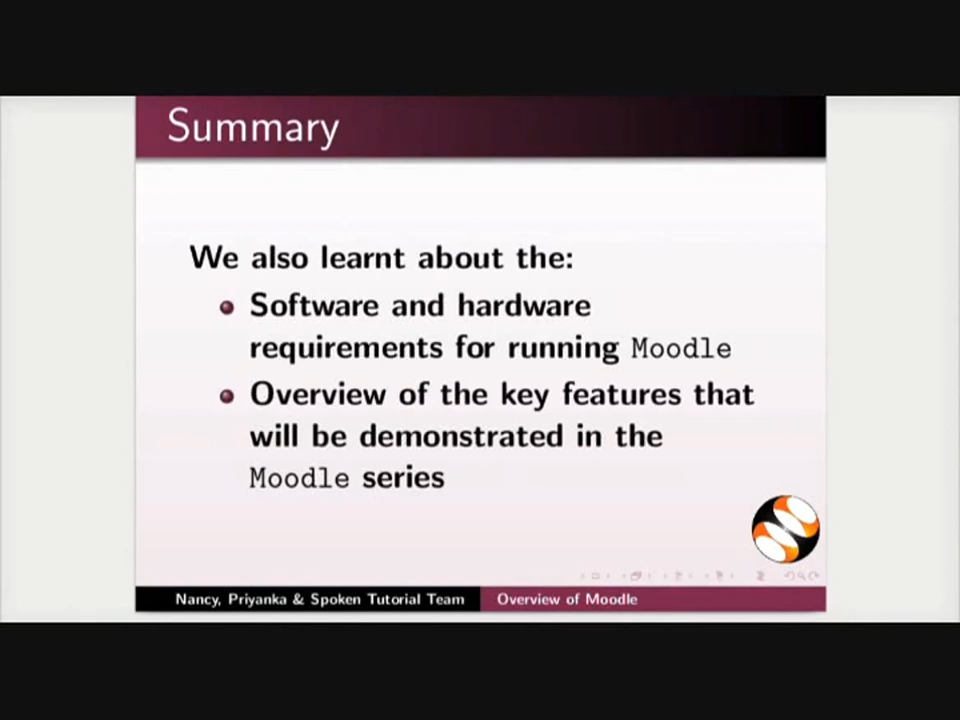 Summary
We also learnt about the:
Software and hardware
requirements for running Moodle
Overview of the key features that
will be demonstrated in the
Moodle series
Nancy, Priyanka & Spoken Tutorial Team Overview of Moodle